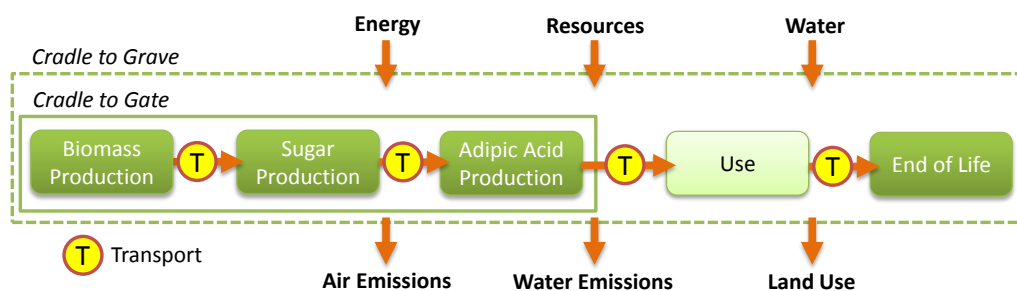 Energy
Resources
Water
Cradle to Grave
Cradle to Gate
Biomass
Production
T
Sugar
Production
T
Adipic Acid
Production
T
Use
T
End of Life
T
Transport
Air Emissions
Water Emissions
Land Use